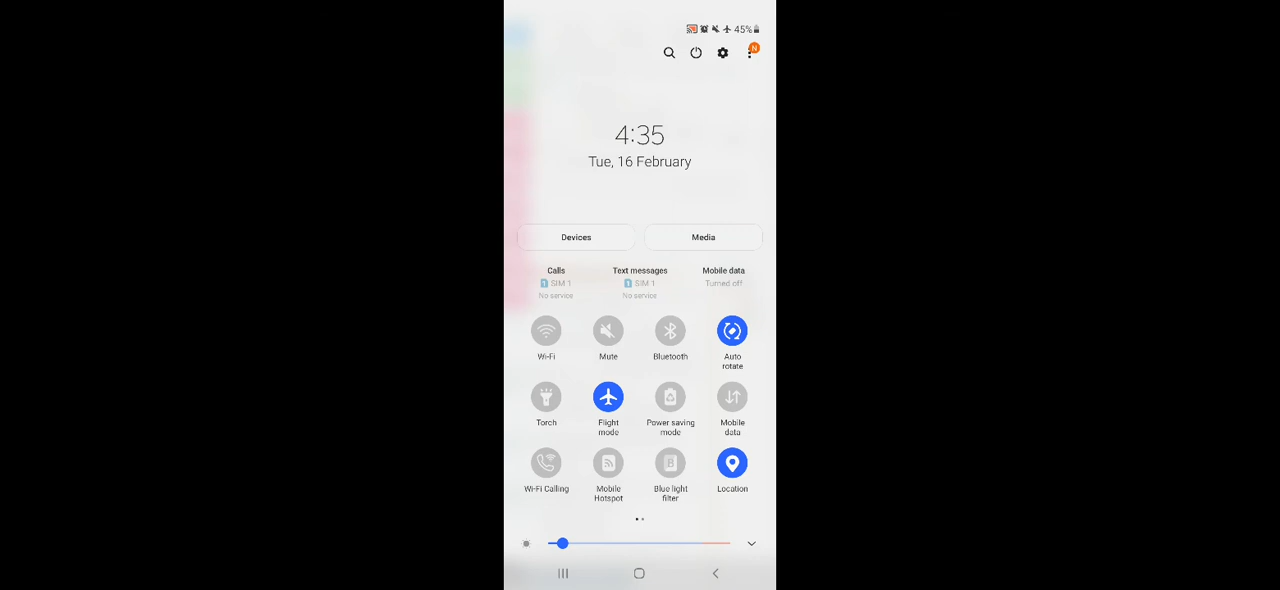 45%
N
4:35
Tue, 16 February
Devices Media
Calls Text messages Mobile data
1 SIM 1 1 SIM 1 Turned off
No service No service
Wi-Fi Mute Bluetooth Auto rotate
Torch Flight mode Power saving mode Mobile data
Wi-Fi Calling Mobile Hotspot Blue light filter Location